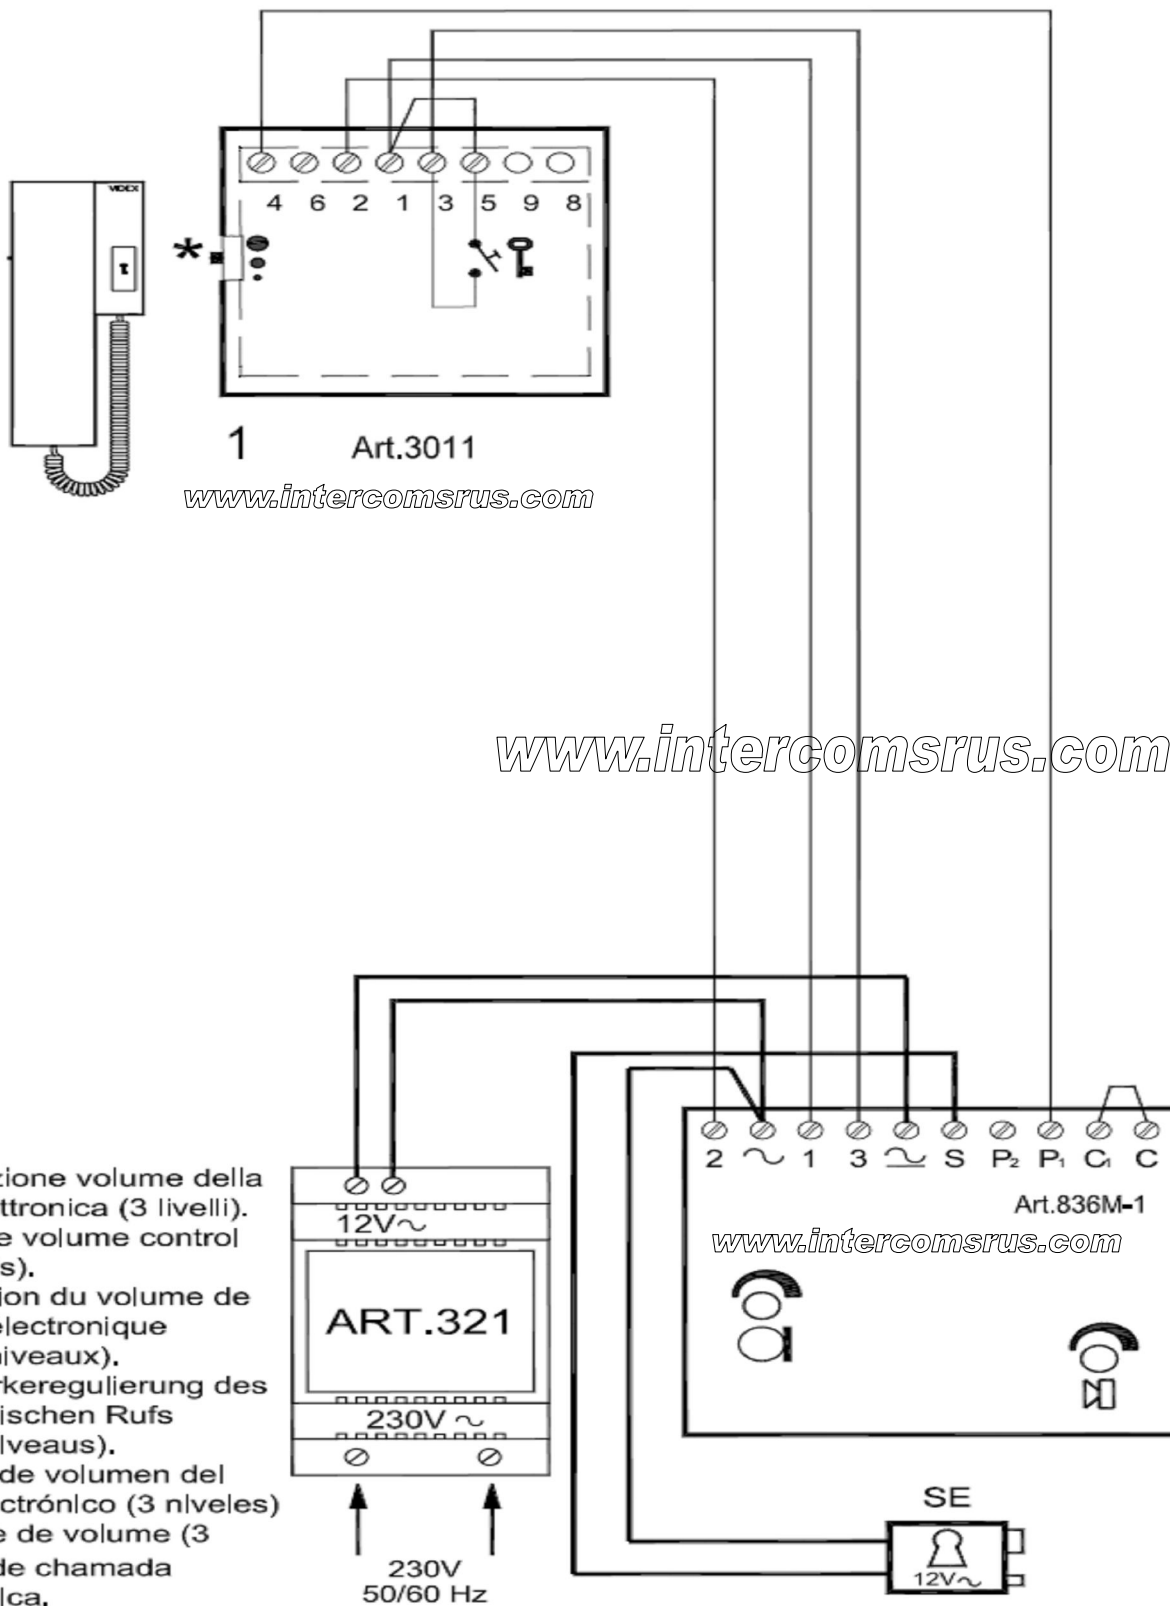 4 6 2 1 3 5 9 8
VIDEX
*
1 Art.3011
www.intercomsrus.com
www.intercomsrus.com
2 ~ 1 3 S P₂ P₁ C₁ C
Art.836M-1
www.intercomsrus.com
zione volume della
ttronica (3 livelli).
e volume control
s).
ion du volume de
electronique
niveaux).
rkeregulierung des
ischen Rufs
iveaus).
de volumen del
ctrónico (3 niveles)
e de volume (3
de chamada
ica.
12V~
ART.321
230V ~
230V
50/60 Hz
SE
12V~